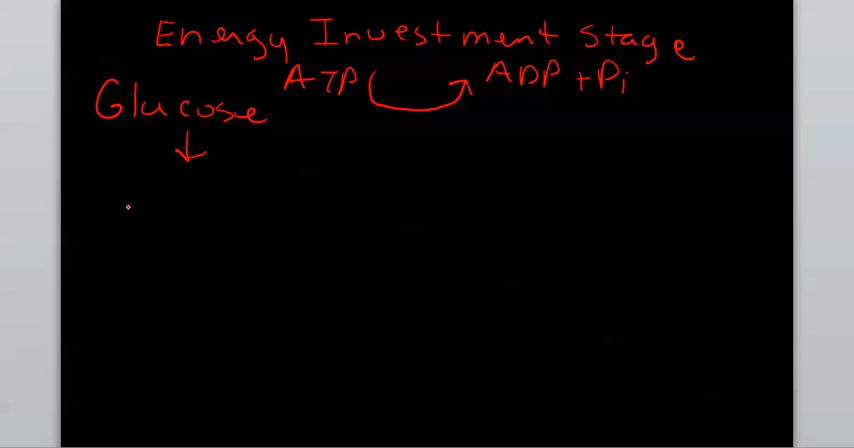 Energy Investment Stage
ATP ADP + Pi
Glucose